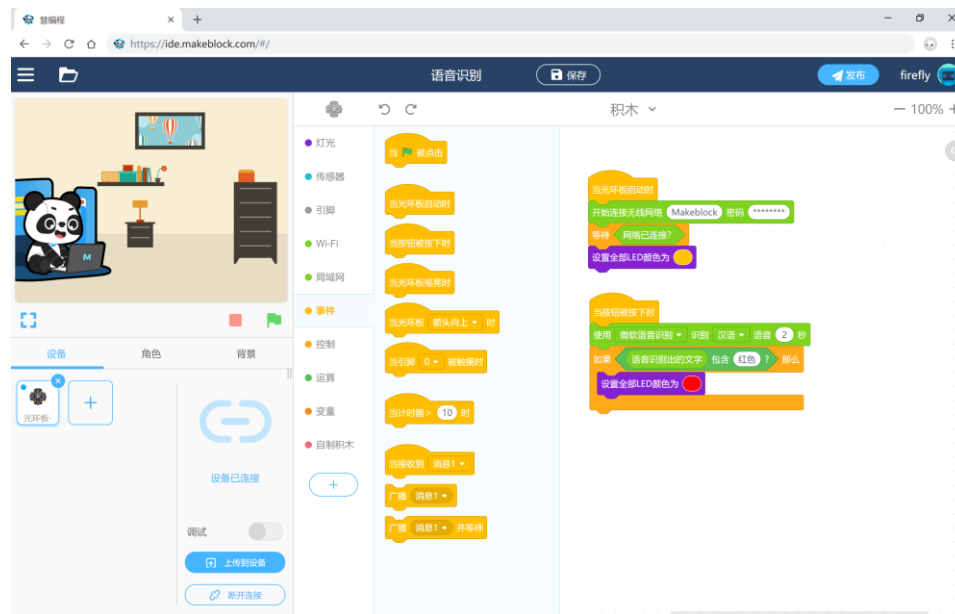 慧编程
https://ide.makeblock.com/#/
语音识别
保存
发布
firefly
积木
100%
M
设备
角色
背景
光环板-
设备已连接
调试
上传到设备
断开连接
灯光
传感器
引脚
Wi-Fi
局域网
事件
控制
运算
变量
自制积木
当 被点击
当光环板启动时
当按钮被按下时
当光环板摇晃时
当光环板 箭头向上 时
当引脚 0 被触摸时
当计时器 > 10 时
当接收到 消息1
广播 消息1
广播 消息1 并等待
当光环板启动时
开始连接无线网络 Makeblock 密码 ********
等待 网络已连接?
设置全部LED颜色为
当按钮被按下时
使用 微软语音识别 识别 汉语 语音 2 秒
如果 语音识别出的文字 包含 红色 ? 那么
设置全部LED颜色为